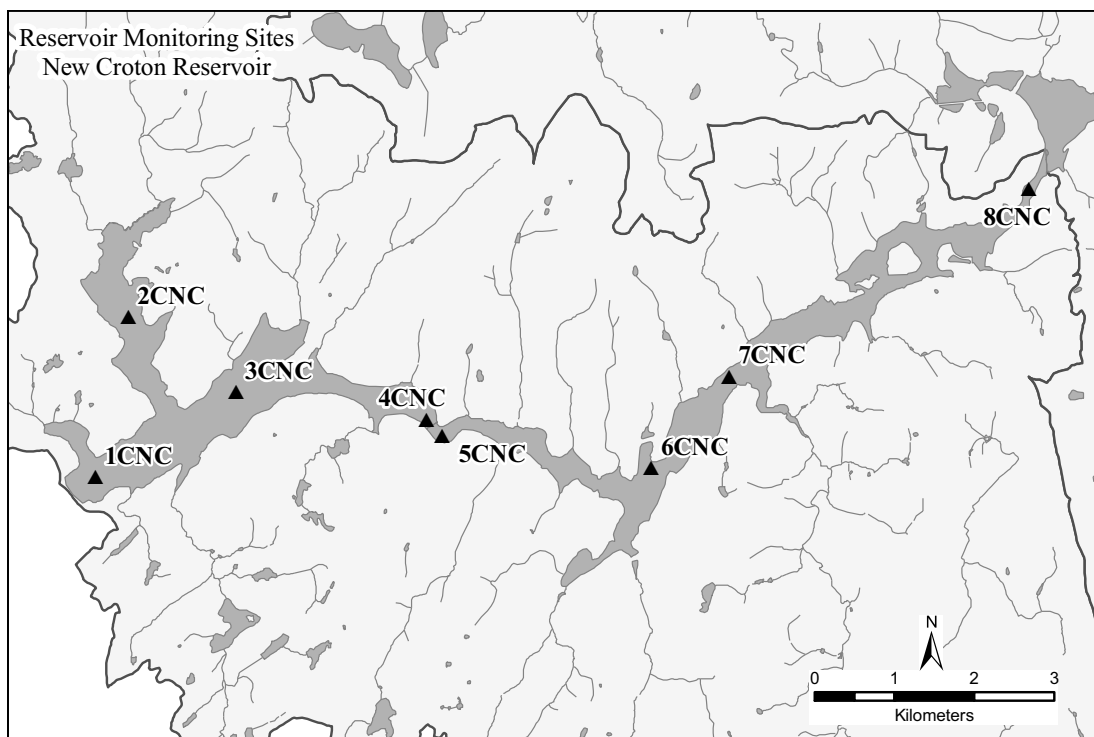 Reservoir Monitoring Sites
New Croton Reservoir
8CNC
2CNC
7CNC
3CNC
4CNC
5CNC
6CNC
1CNC
N
0 1 2 3
Kilometers